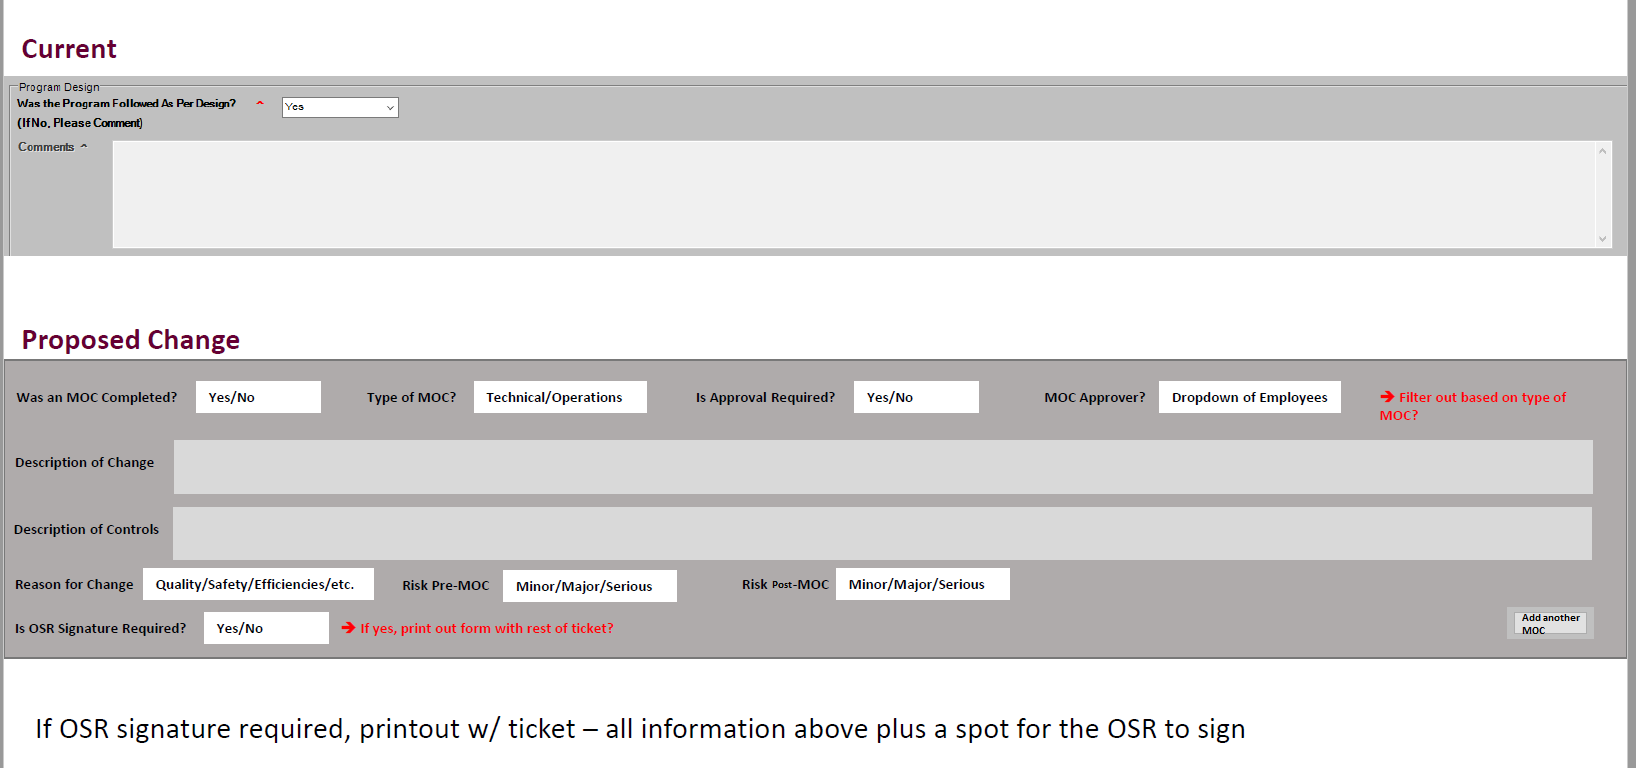 Current
Program Design
Was the Program Followed As Per Design? ^ Yes
(If No, Please Comment)
Comments ^
Proposed Change
Was an MOC Completed? Yes/No Type of MOC? Technical/Operations Is Approval Required? Yes/No MOC Approver? Dropdown of Employees ➔ Filter out based on type of
MOC?
Description of Change
Description of Controls
Reason for Change Quality/Safety/Efficiencies/etc. Risk Pre-MOC Minor/Major/Serious Risk Post-MOC Minor/Major/Serious
Is OSR Signature Required? Yes/No ➔ If yes, print out form with rest of ticket?
Add another
MOC
If OSR signature required, printout w/ ticket – all information above plus a spot for the OSR to sign